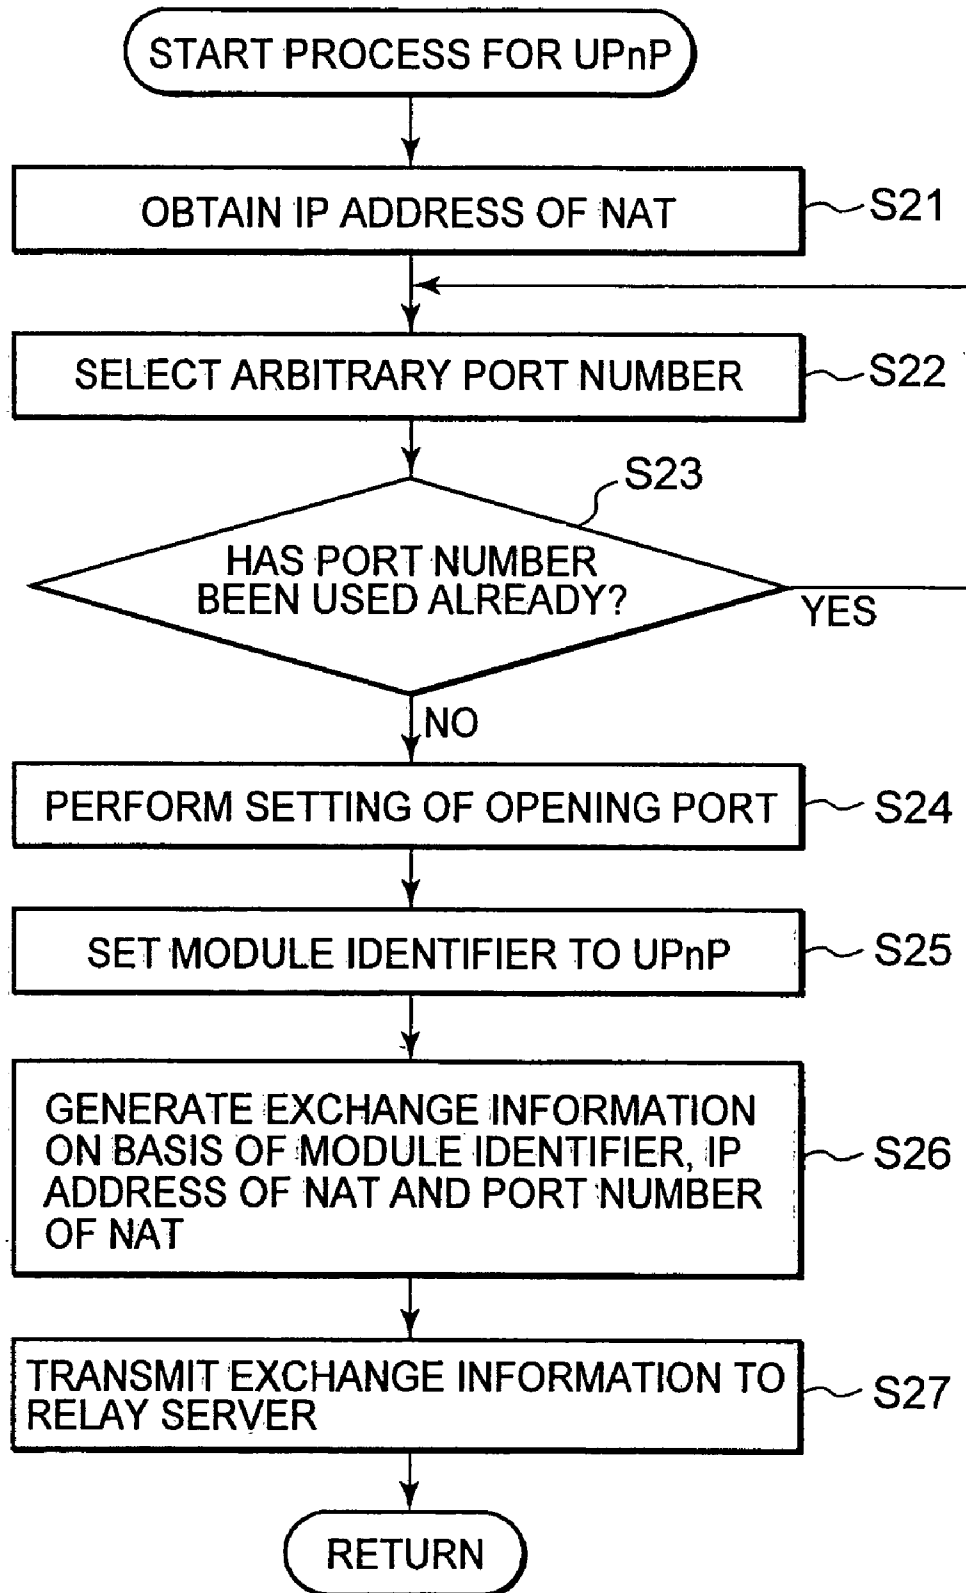 START PROCESS FOR UPnP
OBTAIN IP ADDRESS OF NAT
S21
SELECT ARBITRARY PORT NUMBER
S22
S23
HAS PORT NUMBER
BEEN USED ALREADY?
YES
NO
PERFORM SETTING OF OPENING PORT
S24
SET MODULE IDENTIFIER TO UPnP
S25
GENERATE EXCHANGE INFORMATION
ON BASIS OF MODULE IDENTIFIER, IP
ADDRESS OF NAT AND PORT NUMBER
OF NAT
S26
TRANSMIT EXCHANGE INFORMATION TO
RELAY SERVER
S27
RETURN